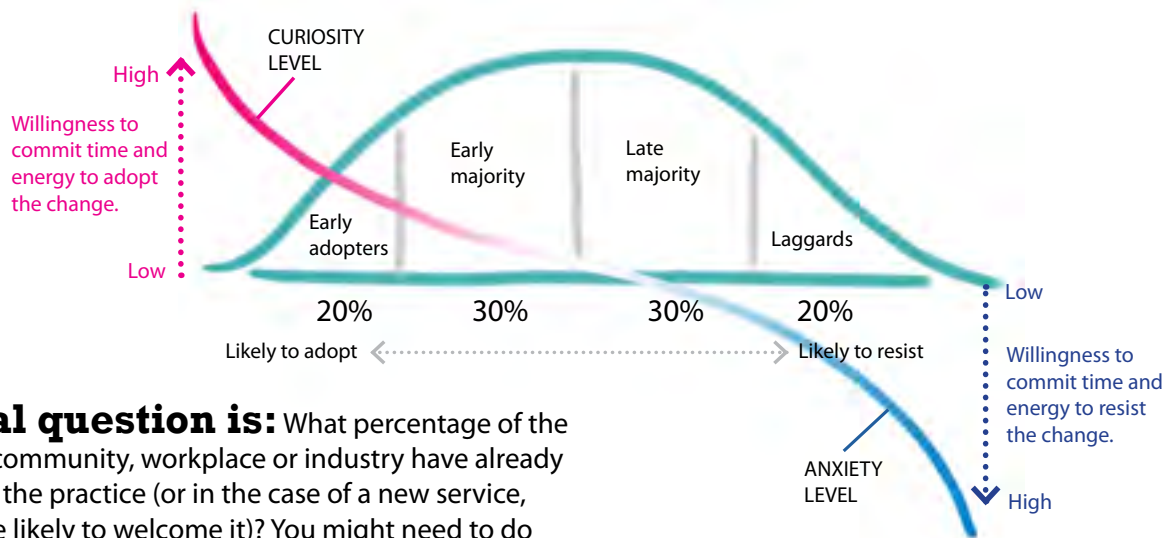 CURIOSITY
LEVEL
High
Willingness to
commit time and
energy to adopt
the change.
Low
Early
adopters
Early
majority
Late
majority
Laggards
20%
30%
30%
20%
Likely to adopt
Likely to resist
Low
Willingness to
commit time and
energy to resist
the change.
High
ANXIETY
LEVEL
al question is: What percentage of the
community, workplace or industry have already
the practice (or in the case of a new service,
e likely to welcome it)? You might need to do